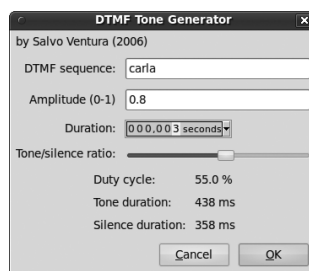 DTMF Tone Generator
by Salvo Ventura (2006)
DTMF sequence: carla
Amplitude (0-1) 0.8
Duration: 000,003 seconds
Tone/silence ratio:
Duty cycle: 55.0 %
Tone duration: 438 ms
Silence duration: 358 ms
Cancel OK